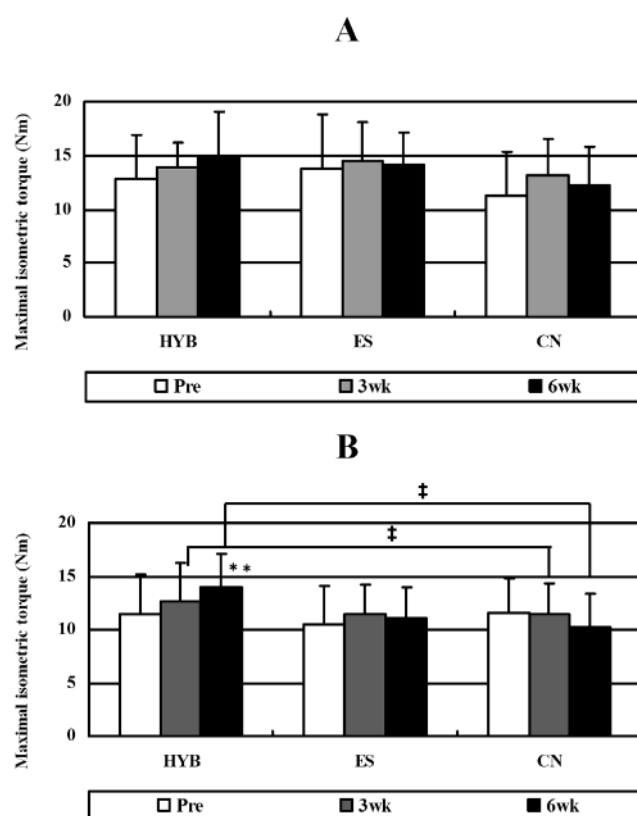 A
Maximal isometric torque (Nm)
20
15
10
5
0
HYB ES CN
Pre 3wk 6wk
B
‡
‡
Maximal isometric torque (Nm)
20
15
10
5
0
* *
HYB ES CN
Pre 3wk 6wk